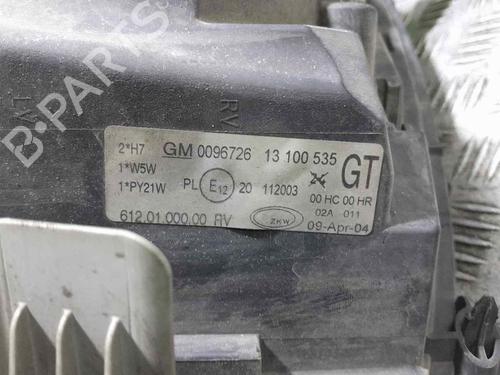 LV
RV
2*H7 GM 0096726 13 100 535 GT
1*W5W
1*PY21W PL E12 20 112003 00 HC 00 HR
02A 011
612.01.000.00 RV ZKW 09-Apr-04